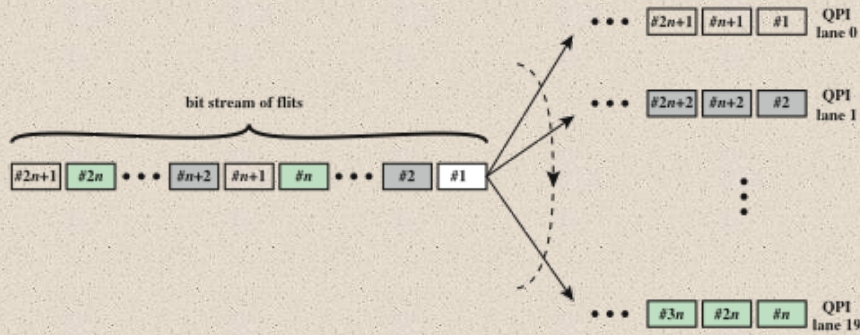 #2n+1 #n+1 #1 QPI lane 0
bit stream of flits
#2n+2 #n+2 #2 QPI lane 1
#2n+1 #2n #n+2 #n+1 #n #2 #1
#3n #2n #n QPI lane 19